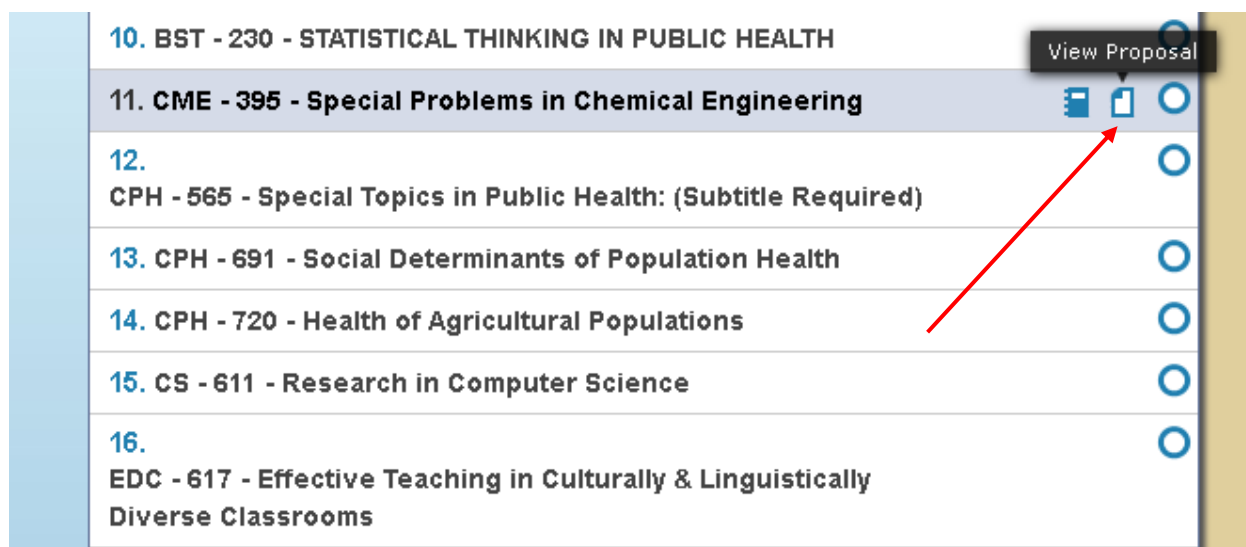 10. BST - 230 - STATISTICAL THINKING IN PUBLIC HEALTH
View Proposal
11. CME - 395 - Special Problems in Chemical Engineering
12.
CPH - 565 - Special Topics in Public Health: (Subtitle Required)
13. CPH - 691 - Social Determinants of Population Health
14. CPH - 720 - Health of Agricultural Populations
15. CS - 611 - Research in Computer Science
16.
EDC - 617 - Effective Teaching in Culturally & Linguistically
Diverse Classrooms